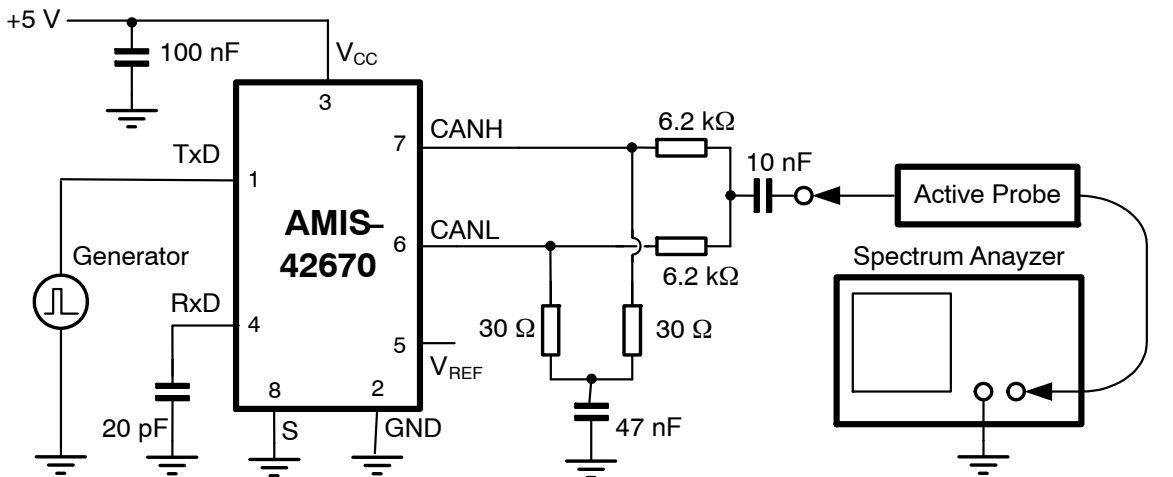 +5 V
100 nF
VCC
3
TxD
1
CANH
7
6.2 kΩ
10 nF
Active Probe
AMIS-
42670
CANL
6
6.2 kΩ
Generator
Spectrum Anayzer
RxD
4
30 Ω
30 Ω
5
VREF
8
2
20 pF
S
GND
47 nF